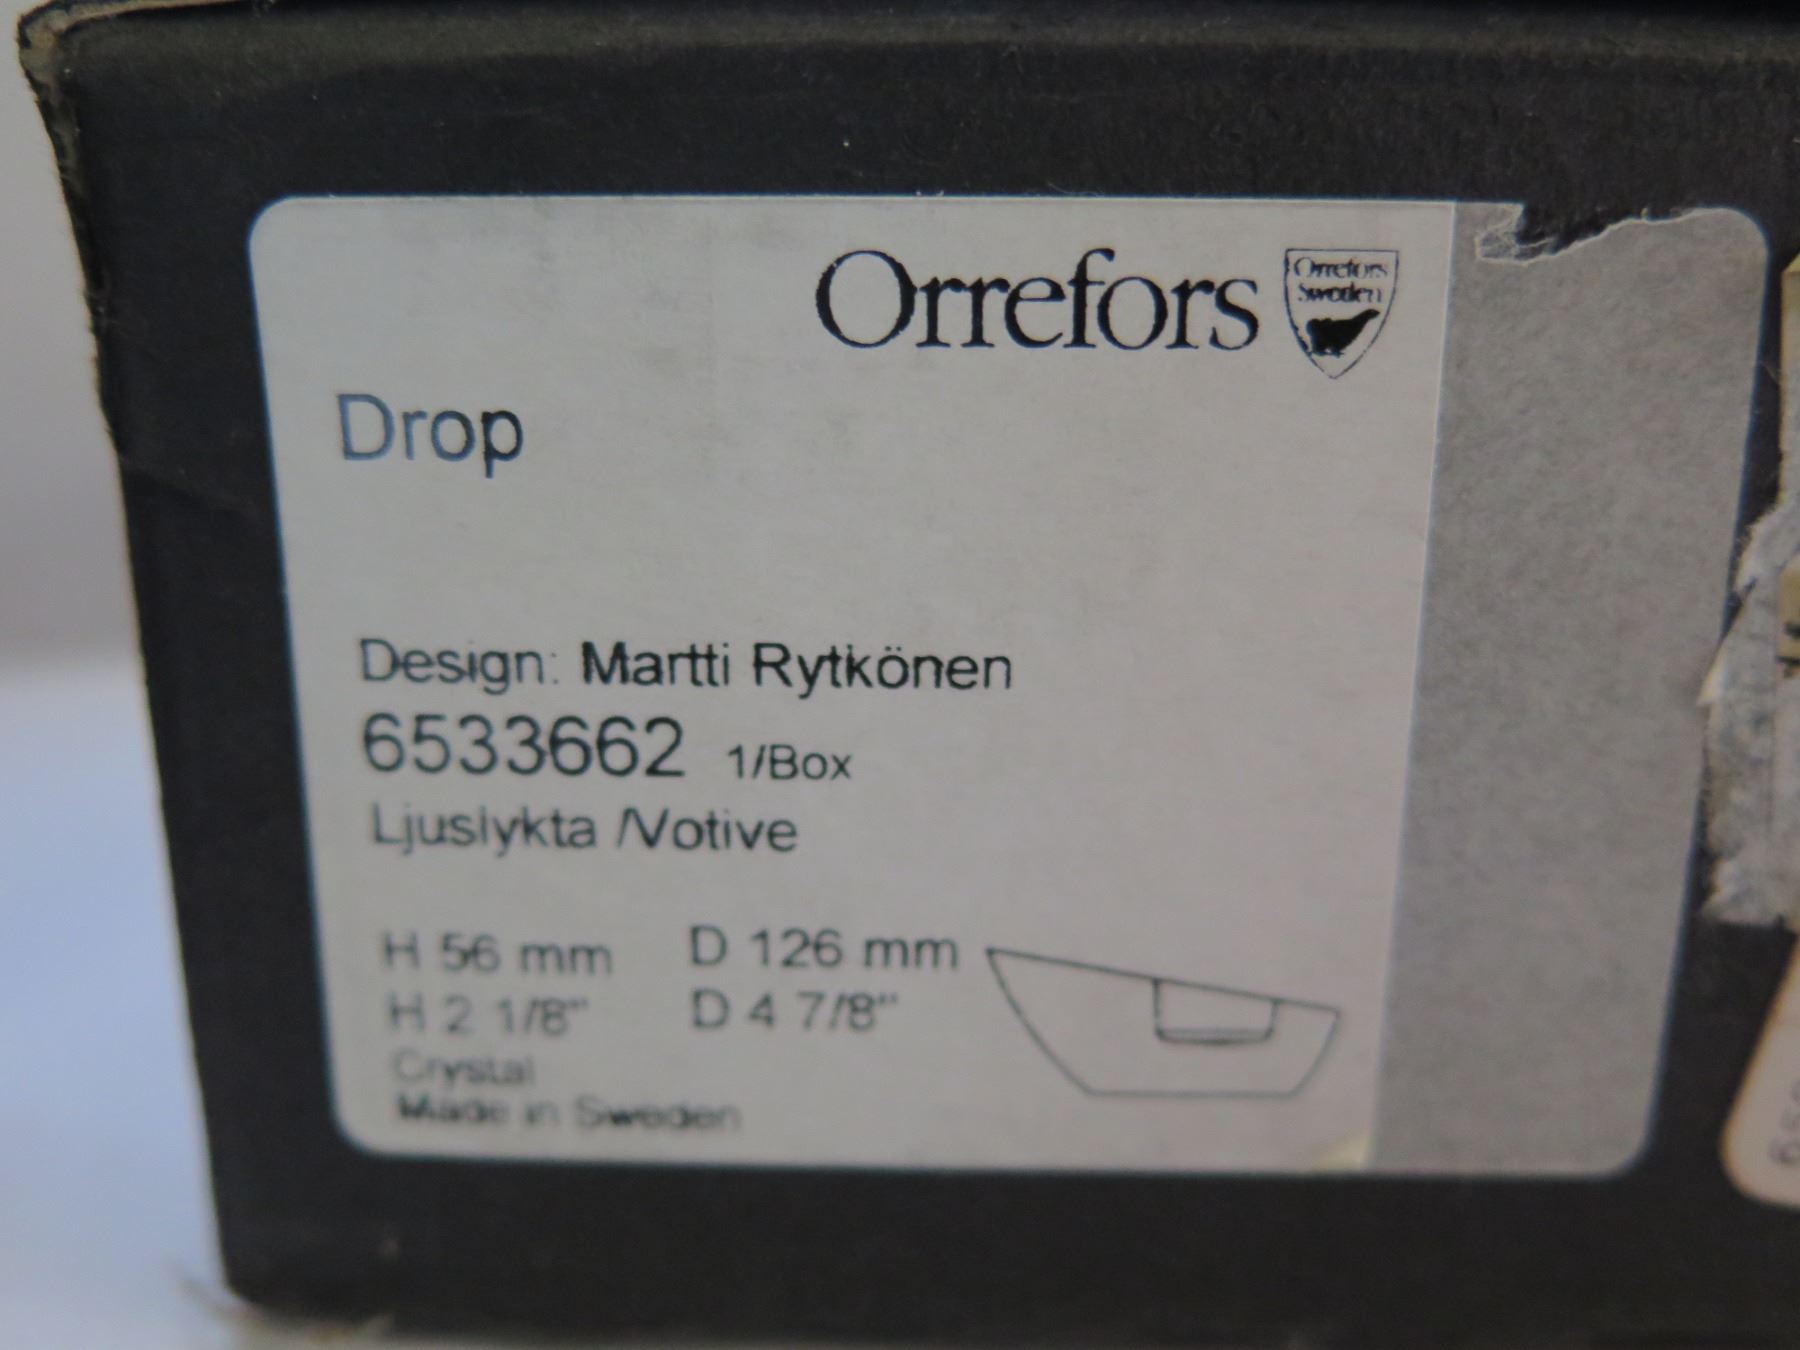 Orrefors
Orrefors
Sweden
Drop
Design: Martti Rytkönen
6533662 1/Box
Ljuslykta /Votive
H 56 mm D 126 mm
H 2 1/8" D 4 7/8"
Crystal
Made in Sweden